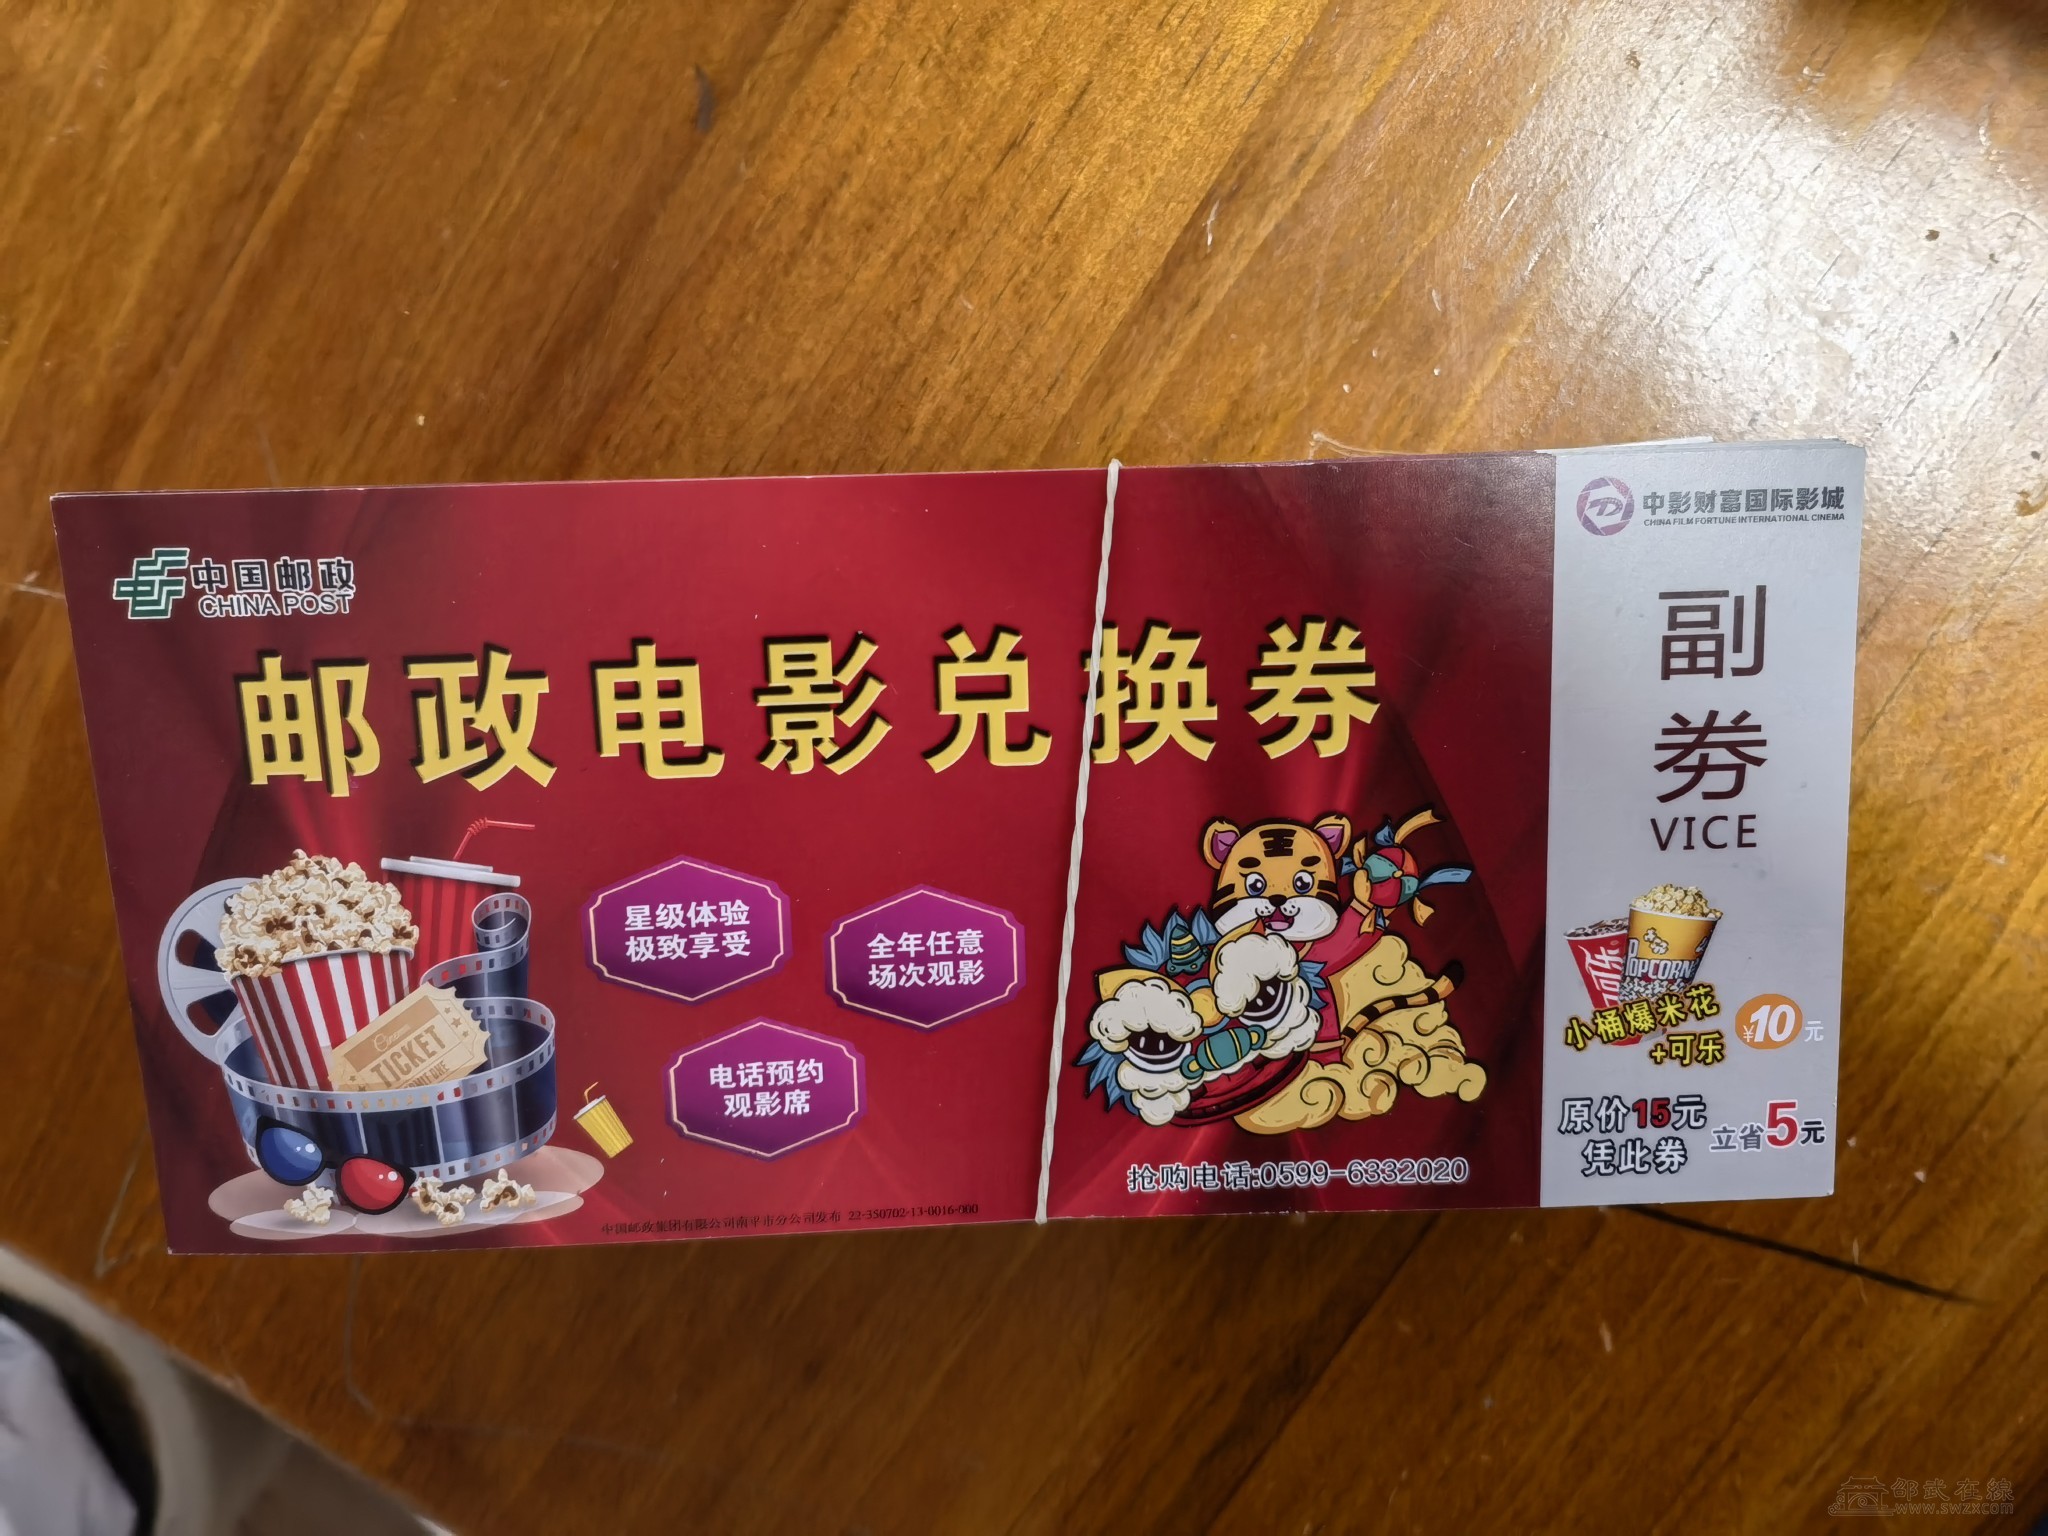 中国邮政
CHINA POST
邮政电影兑换券
星级体验
极致享受
全年任意
场次观影
电话预约
观影席
TICKET
抢购电话:0599-6332020
中国邮政集团有限公司南平市分公司发布 22-350702-13-0016-000
中影财富国际影城
CHINA FILM FORTUNE INTERNATIONAL CINEMA
副
券
VICE
POPCORN
小桶爆米花
+可乐
¥10元
原价15元
凭此券
立省5元
邵武在線
www.swzx.com